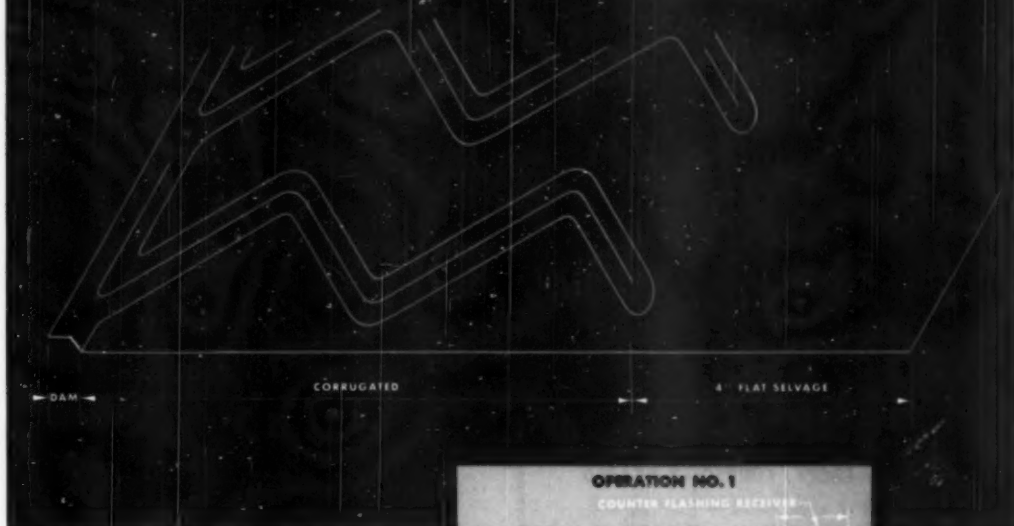 CORRUGATED
4" FLAT SELVAGE
DAM
OPERATION NO. 1
COUNTER FLASHING RECEIVER